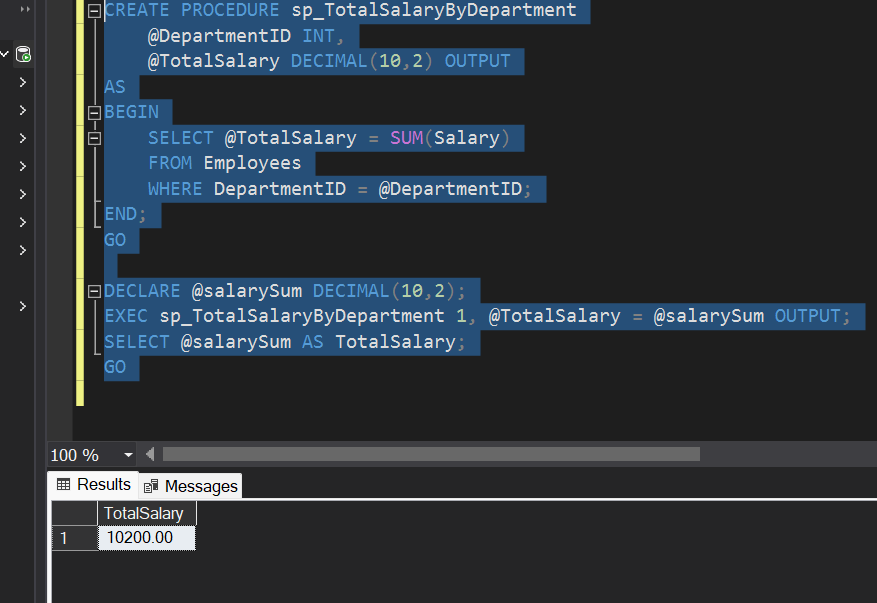 CREATE PROCEDURE sp_TotalSalaryByDepartment
@DepartmentID INT,
@TotalSalary DECIMAL(10,2) OUTPUT
AS
BEGIN
SELECT @TotalSalary = SUM(Salary)
FROM Employees
WHERE DepartmentID = @DepartmentID;
END;
GO
DECLARE @salarySum DECIMAL(10,2);
EXEC sp_TotalSalaryByDepartment 1, @TotalSalary = @salarySum OUTPUT;
SELECT @salarySum AS TotalSalary;
GO
100 %
Results Messages
TotalSalary
1 10200.00